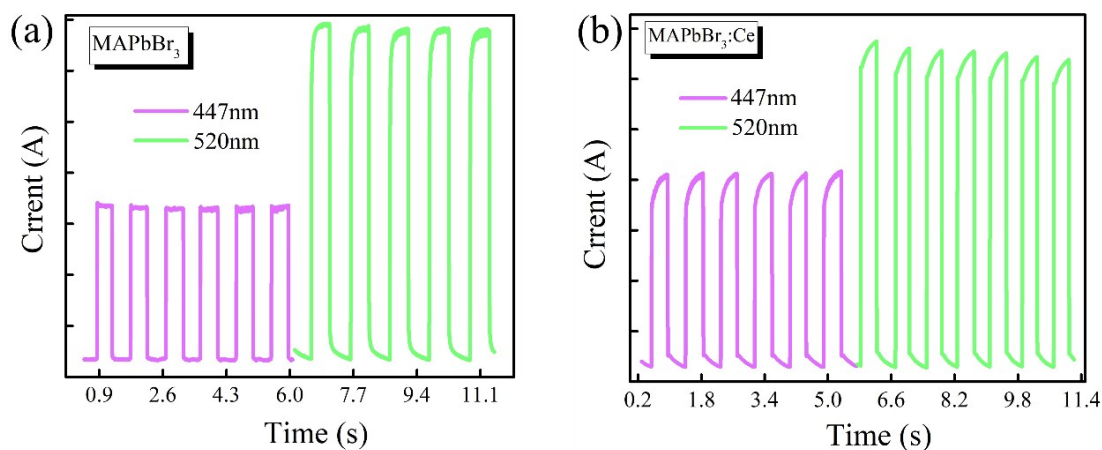 (a)
MAPbBr₃
447nm
520nm
Crrent (A)
0.9 2.6 4.3 6.0 7.7 9.4 11.1
Time (s)
(b)
MAPbBr₃:Ce
447nm
520nm
Crrent (A)
0.2 1.8 3.4 5.0 6.6 8.2 9.8 11.4
Time (s)